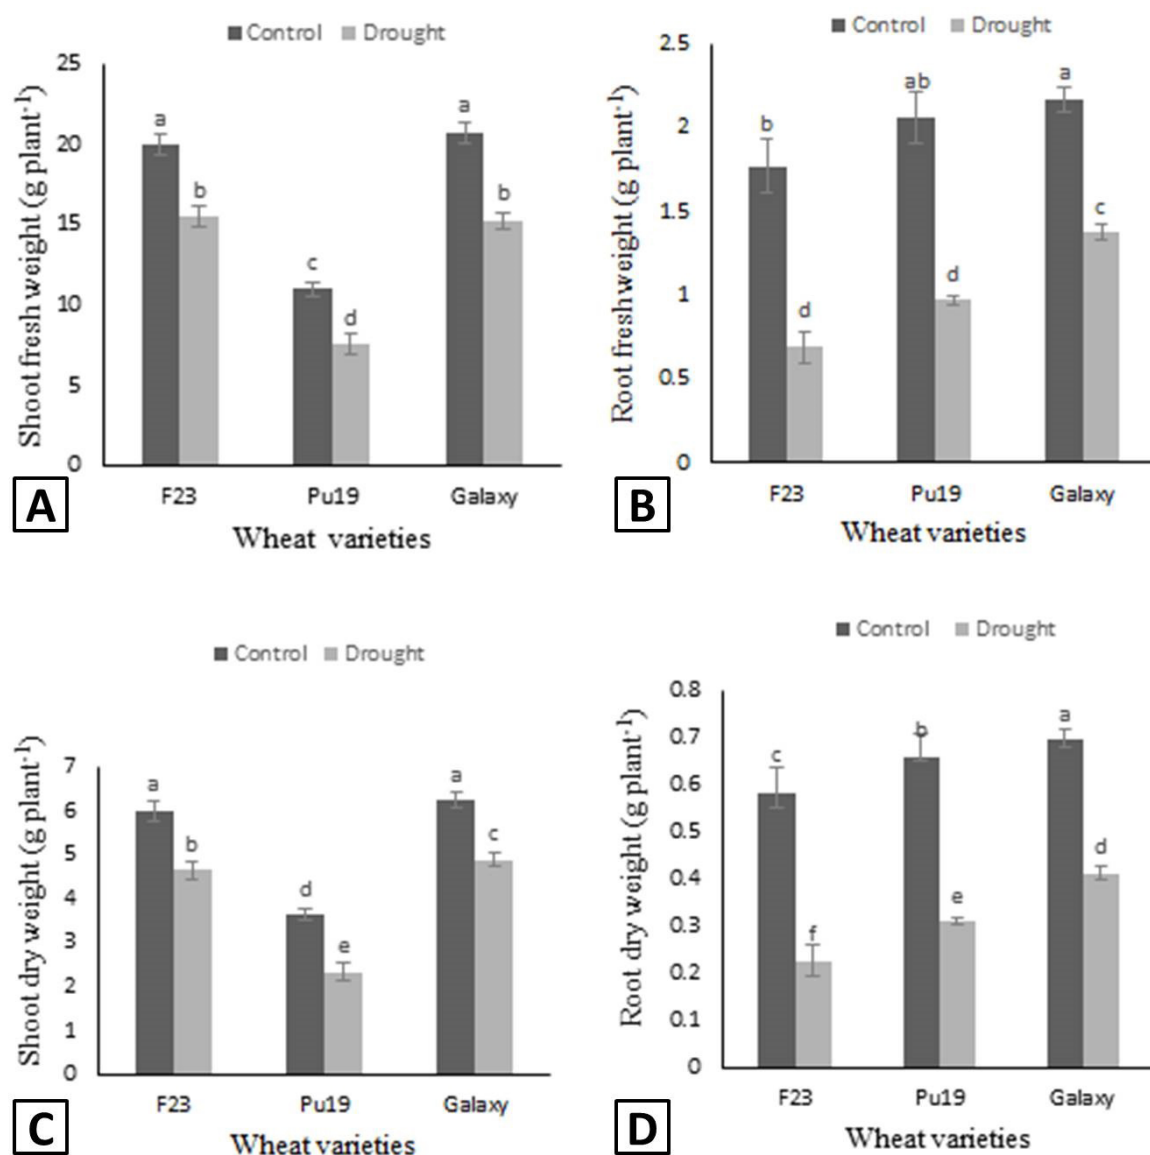 Control Drought
Shoot fresh weight (g plant⁻¹)
25
20
15
10
5
0
a
b
c
d
a
b
F23 Pu19 Galaxy
Wheat varieties
A
Control Drought
Root fresh weight (g plant⁻¹)
2.5
2
1.5
1
0.5
0
b
d
ab
d
a
c
F23 Pu19 Galaxy
Wheat varieties
B
Control Drought
Shoot dry weight (g plant⁻¹)
7
6
5
4
3
2
1
0
a
b
d
e
a
c
F23 Pu19 Galaxy
Wheat varieties
C
Control Drought
Root dry weight (g plant⁻¹)
0.8
0.7
0.6
0.5
0.4
0.3
0.2
0.1
0
c
f
b
e
a
d
F23 Pu19 Galaxy
Wheat varieties
D